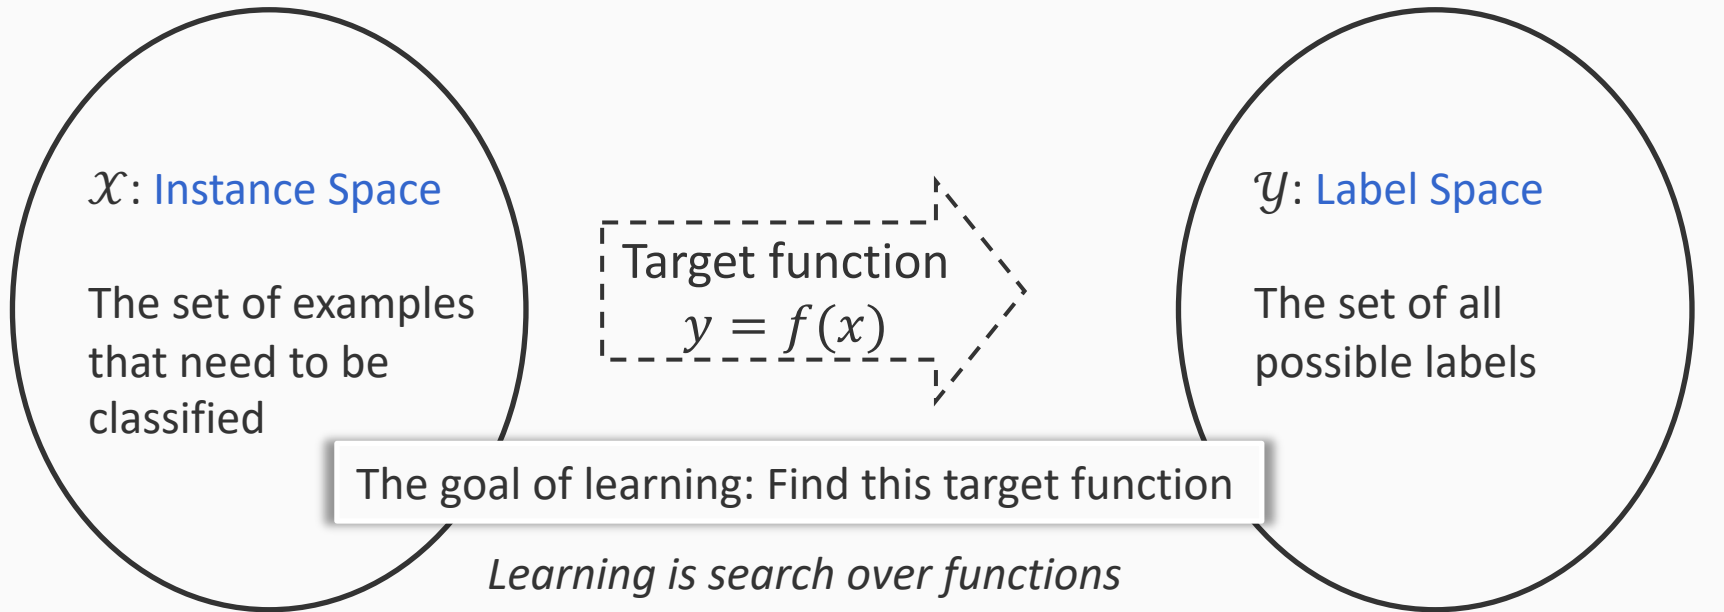 𝒳: Instance Space
The set of examples
that need to be
classified
Target function
y = f(x)
𝒴: Label Space
The set of all
possible labels
The goal of learning: Find this target function
Learning is search over functions